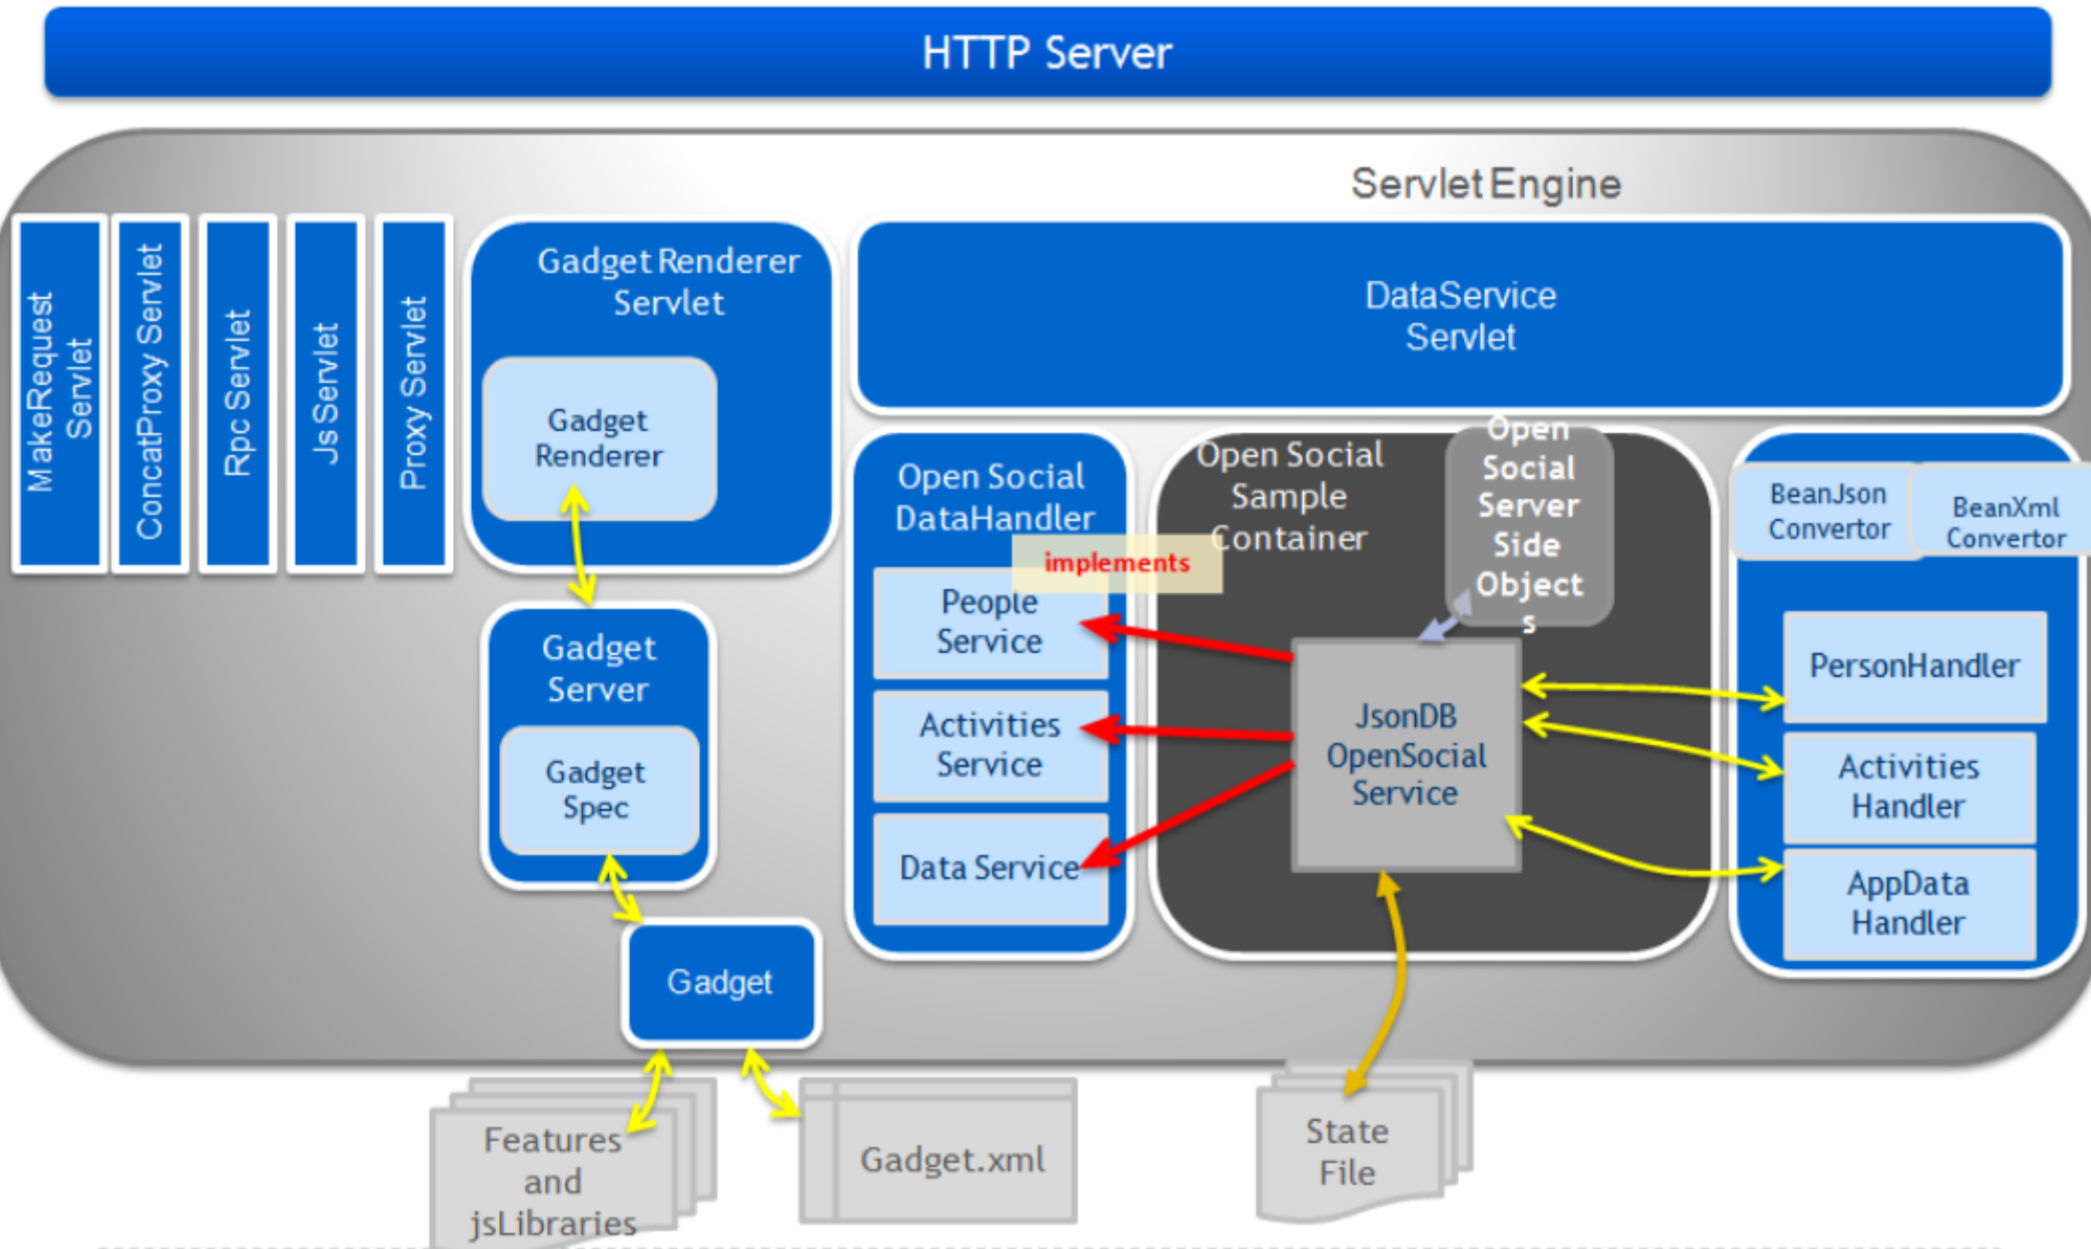 HTTP Server
Servlet Engine
MakeRequest
Servlet
ConcatProxy Servlet
Rpc Servlet
Js Servlet
Proxy Servlet
Gadget Renderer
Servlet
Gadget
Renderer
DataService
Servlet
Gadget
Server
Gadget
Spec
Gadget
Open Social
DataHandler
implements
People
Service
Activities
Service
Data Service
Open Social
Sample
Container
Open
Social
Server
Side
Object
s
JsonDB
OpenSocial
Service
BeanJson
Convertor
BeanXml
Convertor
PersonHandler
Activities
Handler
AppData
Handler
Features
and
jsLibraries
Gadget.xml
State
File